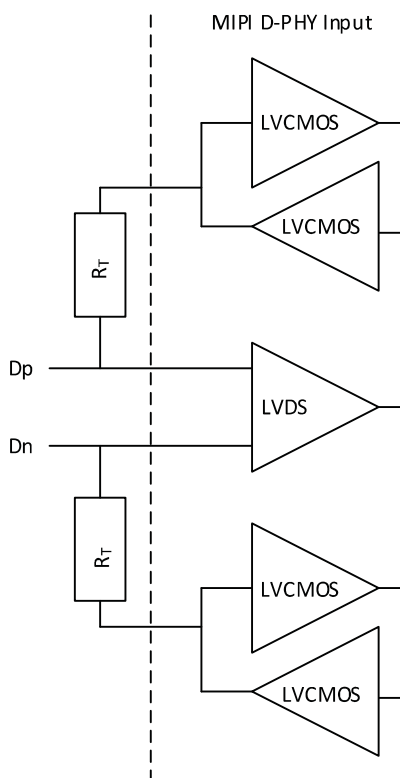 MIPI D-PHY Input
LVCMOS
LVCMOS
RT
Dp
LVDS
Dn
RT
LVCMOS
LVCMOS